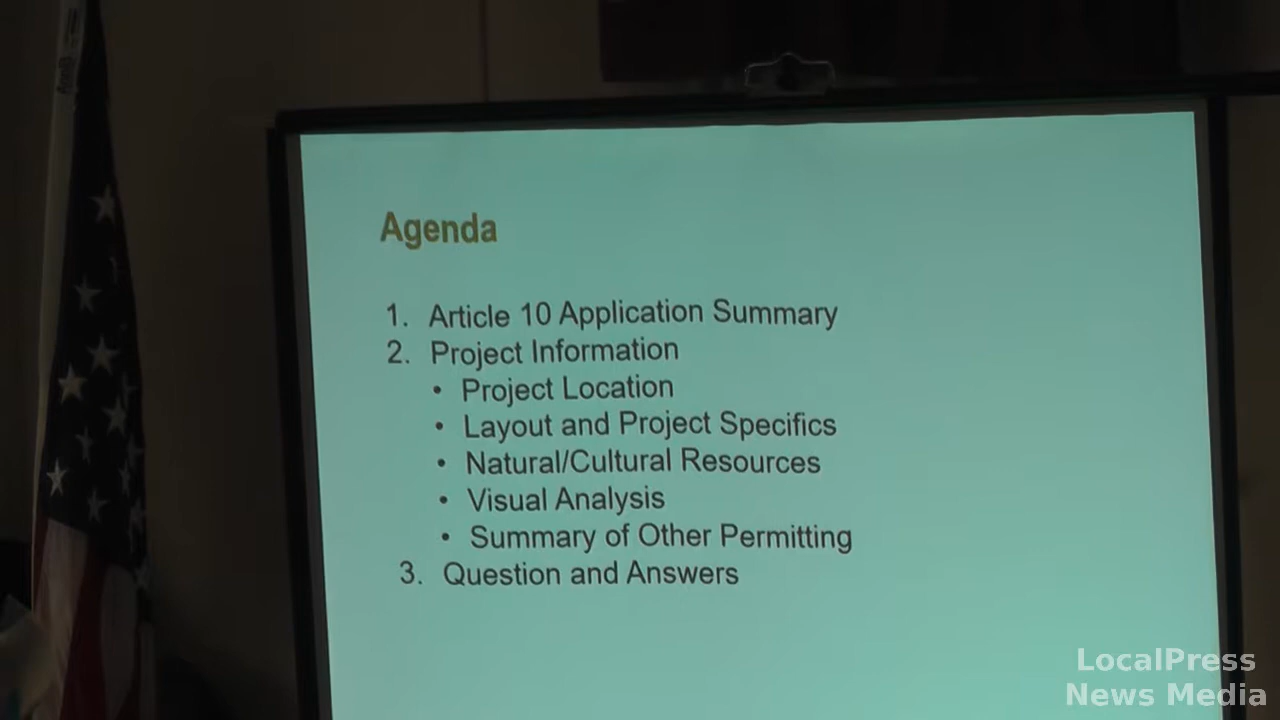 Agenda
1. Article 10 Application Summary
2. Project Information
• Project Location
• Layout and Project Specifics
• Natural/Cultural Resources
• Visual Analysis
• Summary of Other Permitting
3. Question and Answers
LocalPress
News Media